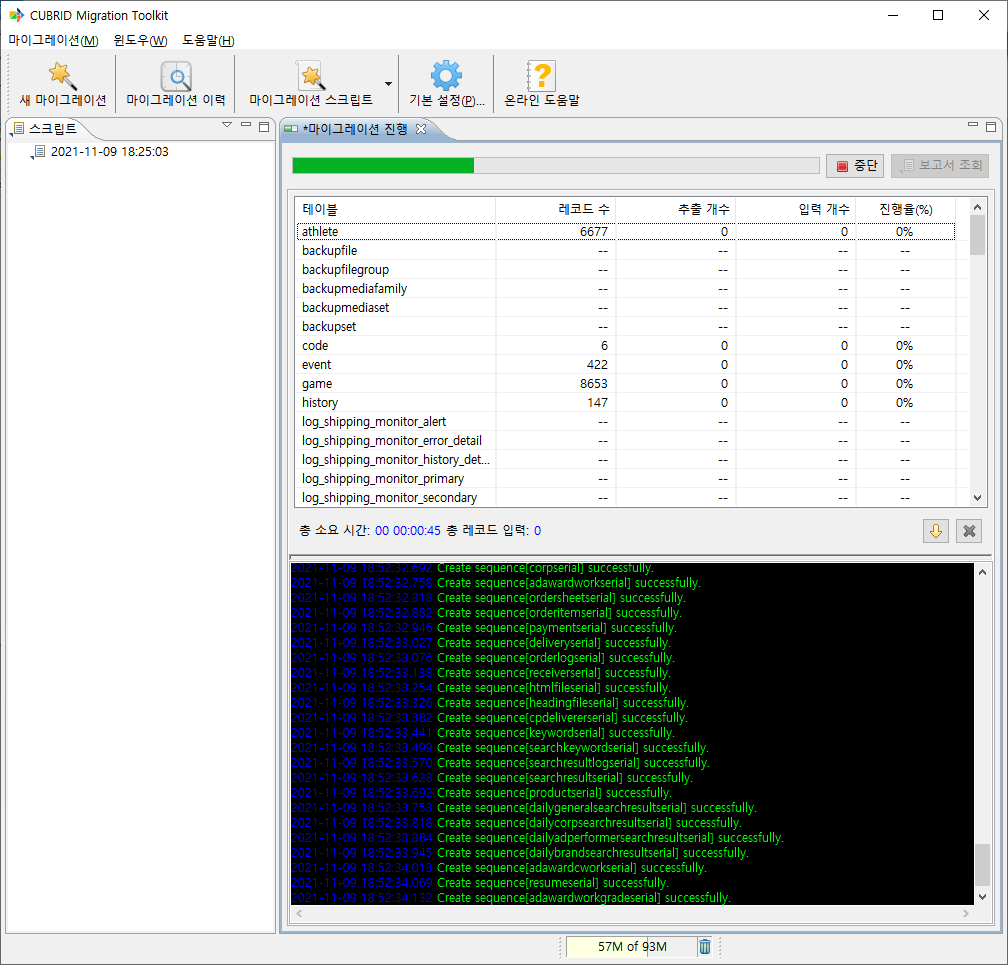 CUBRID Migration Toolkit
마이그레이션(M) 윈도우(W) 도움말(H)
새 마이그레이션 마이그레이션 이력 마이그레이션 스크립트 기본 설정(P)... 온라인 도움말
스크립트
2021-11-09 18:25:03
*마이그레이션 진행
중단 보고서 조회
테이블 레코드 수 추출 개수 입력 개수 진행율(%)
athlete 6677 0 0 0%
backupfile -- -- -- --
backupfilegroup -- -- -- --
backupmediafamily -- -- -- --
backupmediaset -- -- -- --
backupset -- -- -- --
code 6 0 0 0%
event 422 0 0 0%
game 8653 0 0 0%
history 147 0 0 0%
log_shipping_monitor_alert -- -- -- --
log_shipping_monitor_error_detail -- -- -- --
log_shipping_monitor_history_det... -- -- -- --
log_shipping_monitor_primary -- -- -- --
log_shipping_monitor_secondary -- -- -- --
총 소요 시간: 00 00:00:45 총 레코드 입력: 0
2021-11-09 18:52:32.692 Create sequence[corpserial] successfully.
2021-11-09 18:52:32.758 Create sequence[adawardworkserial] successfully.
2021-11-09 18:52:32.818 Create sequence[ordersheetserial] successfully.
2021-11-09 18:52:32.882 Create sequence[orderitemserial] successfully.
2021-11-09 18:52:32.946 Create sequence[paymentserial] successfully.
2021-11-09 18:52:33.027 Create sequence[deliveryserial] successfully.
2021-11-09 18:52:33.076 Create sequence[orderlogserial] successfully.
2021-11-09 18:52:33.138 Create sequence[receiverserial] successfully.
2021-11-09 18:52:33.254 Create sequence[htmlfileserial] successfully.
2021-11-09 18:52:33.326 Create sequence[headingfileserial] successfully.
2021-11-09 18:52:33.382 Create sequence[cpdelivererserial] successfully.
2021-11-09 18:52:33.441 Create sequence[keywordserial] successfully.
2021-11-09 18:52:33.499 Create sequence[searchkeywordserial] successfully.
2021-11-09 18:52:33.570 Create sequence[searchresultlogserial] successfully.
2021-11-09 18:52:33.628 Create sequence[searchresultserial] successfully.
2021-11-09 18:52:33.692 Create sequence[productserial] successfully.
2021-11-09 18:52:33.753 Create sequence[dailygeneralsearchresultserial] successfully.
2021-11-09 18:52:33.818 Create sequence[dailycorpsearchresultserial] successfully.
2021-11-09 18:52:33.884 Create sequence[dailyadperformersearchresultserial] successfully.
2021-11-09 18:52:33.945 Create sequence[dailybrandsearchresultserial] successfully.
2021-11-09 18:52:34.013 Create sequence[adawardcworkserial] successfully.
2021-11-09 18:52:34.069 Create sequence[resumeserial] successfully.
2021-11-09 18:52:34.132 Create sequence[adawardworkgradeserial] successfully.
57M of 93M